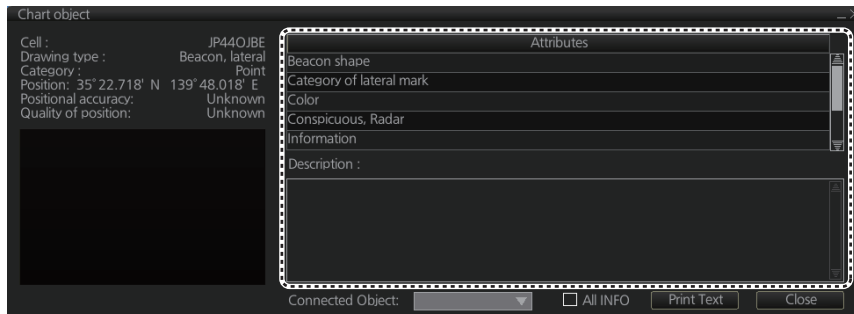 Chart object
Cell : JP44OJBE
Drawing type : Beacon, lateral
Category : Point
Position: 35°22.718' N 139°48.018' E
Positional accuracy: Unknown
Quality of position: Unknown
Attributes
Beacon shape
Category of lateral mark
Color
Conspicuous, Radar
Information
Description :
Connected Object:
All INFO
Print Text
Close